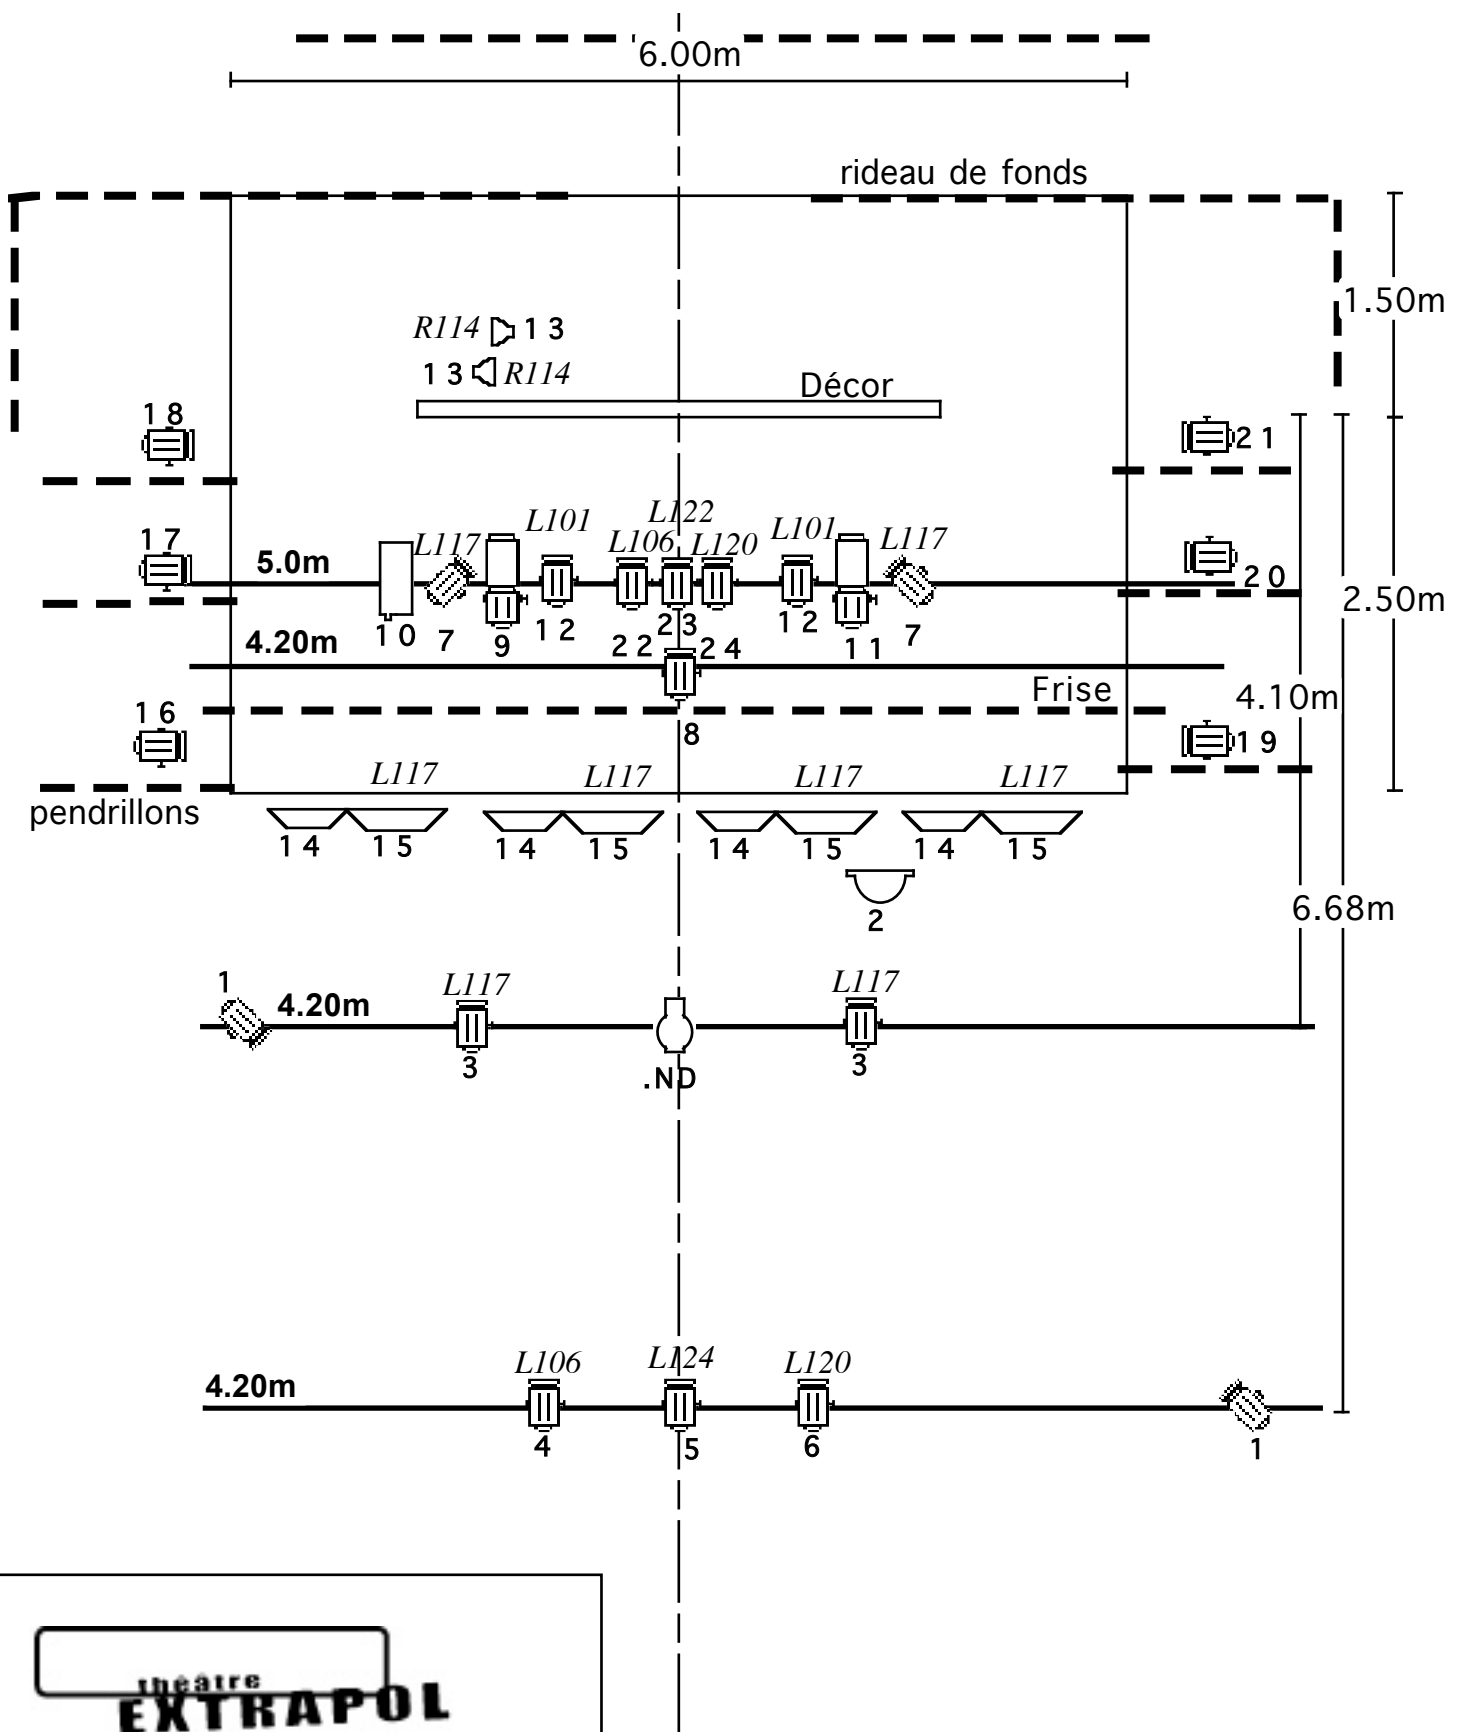 6.00m
rideau de fonds
1.50m
R114 13
13 R114
Décor
18
21
L122
L101
L101
L117
L106
L120
L117
17
5.0m
20
2.50m
10
7
9
12
22
23
24
12
11
7
4.20m
Frise
4.10m
16
8
19
L117
L117
L117
L117
pendrillons
14
15
14
15
14
15
14
15
2
6.68m
1
4.20m
L117
L117
3
.ND
3
L106
L124
L120
4.20m
4
5
6
1
théâtre
EXTRAPOL